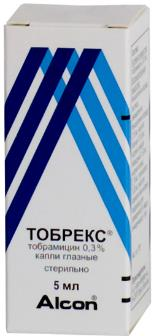 ТОБРЕКС®
тобрамицин 0,3%
капли глазные
стерильно
5 мл
Alcon®